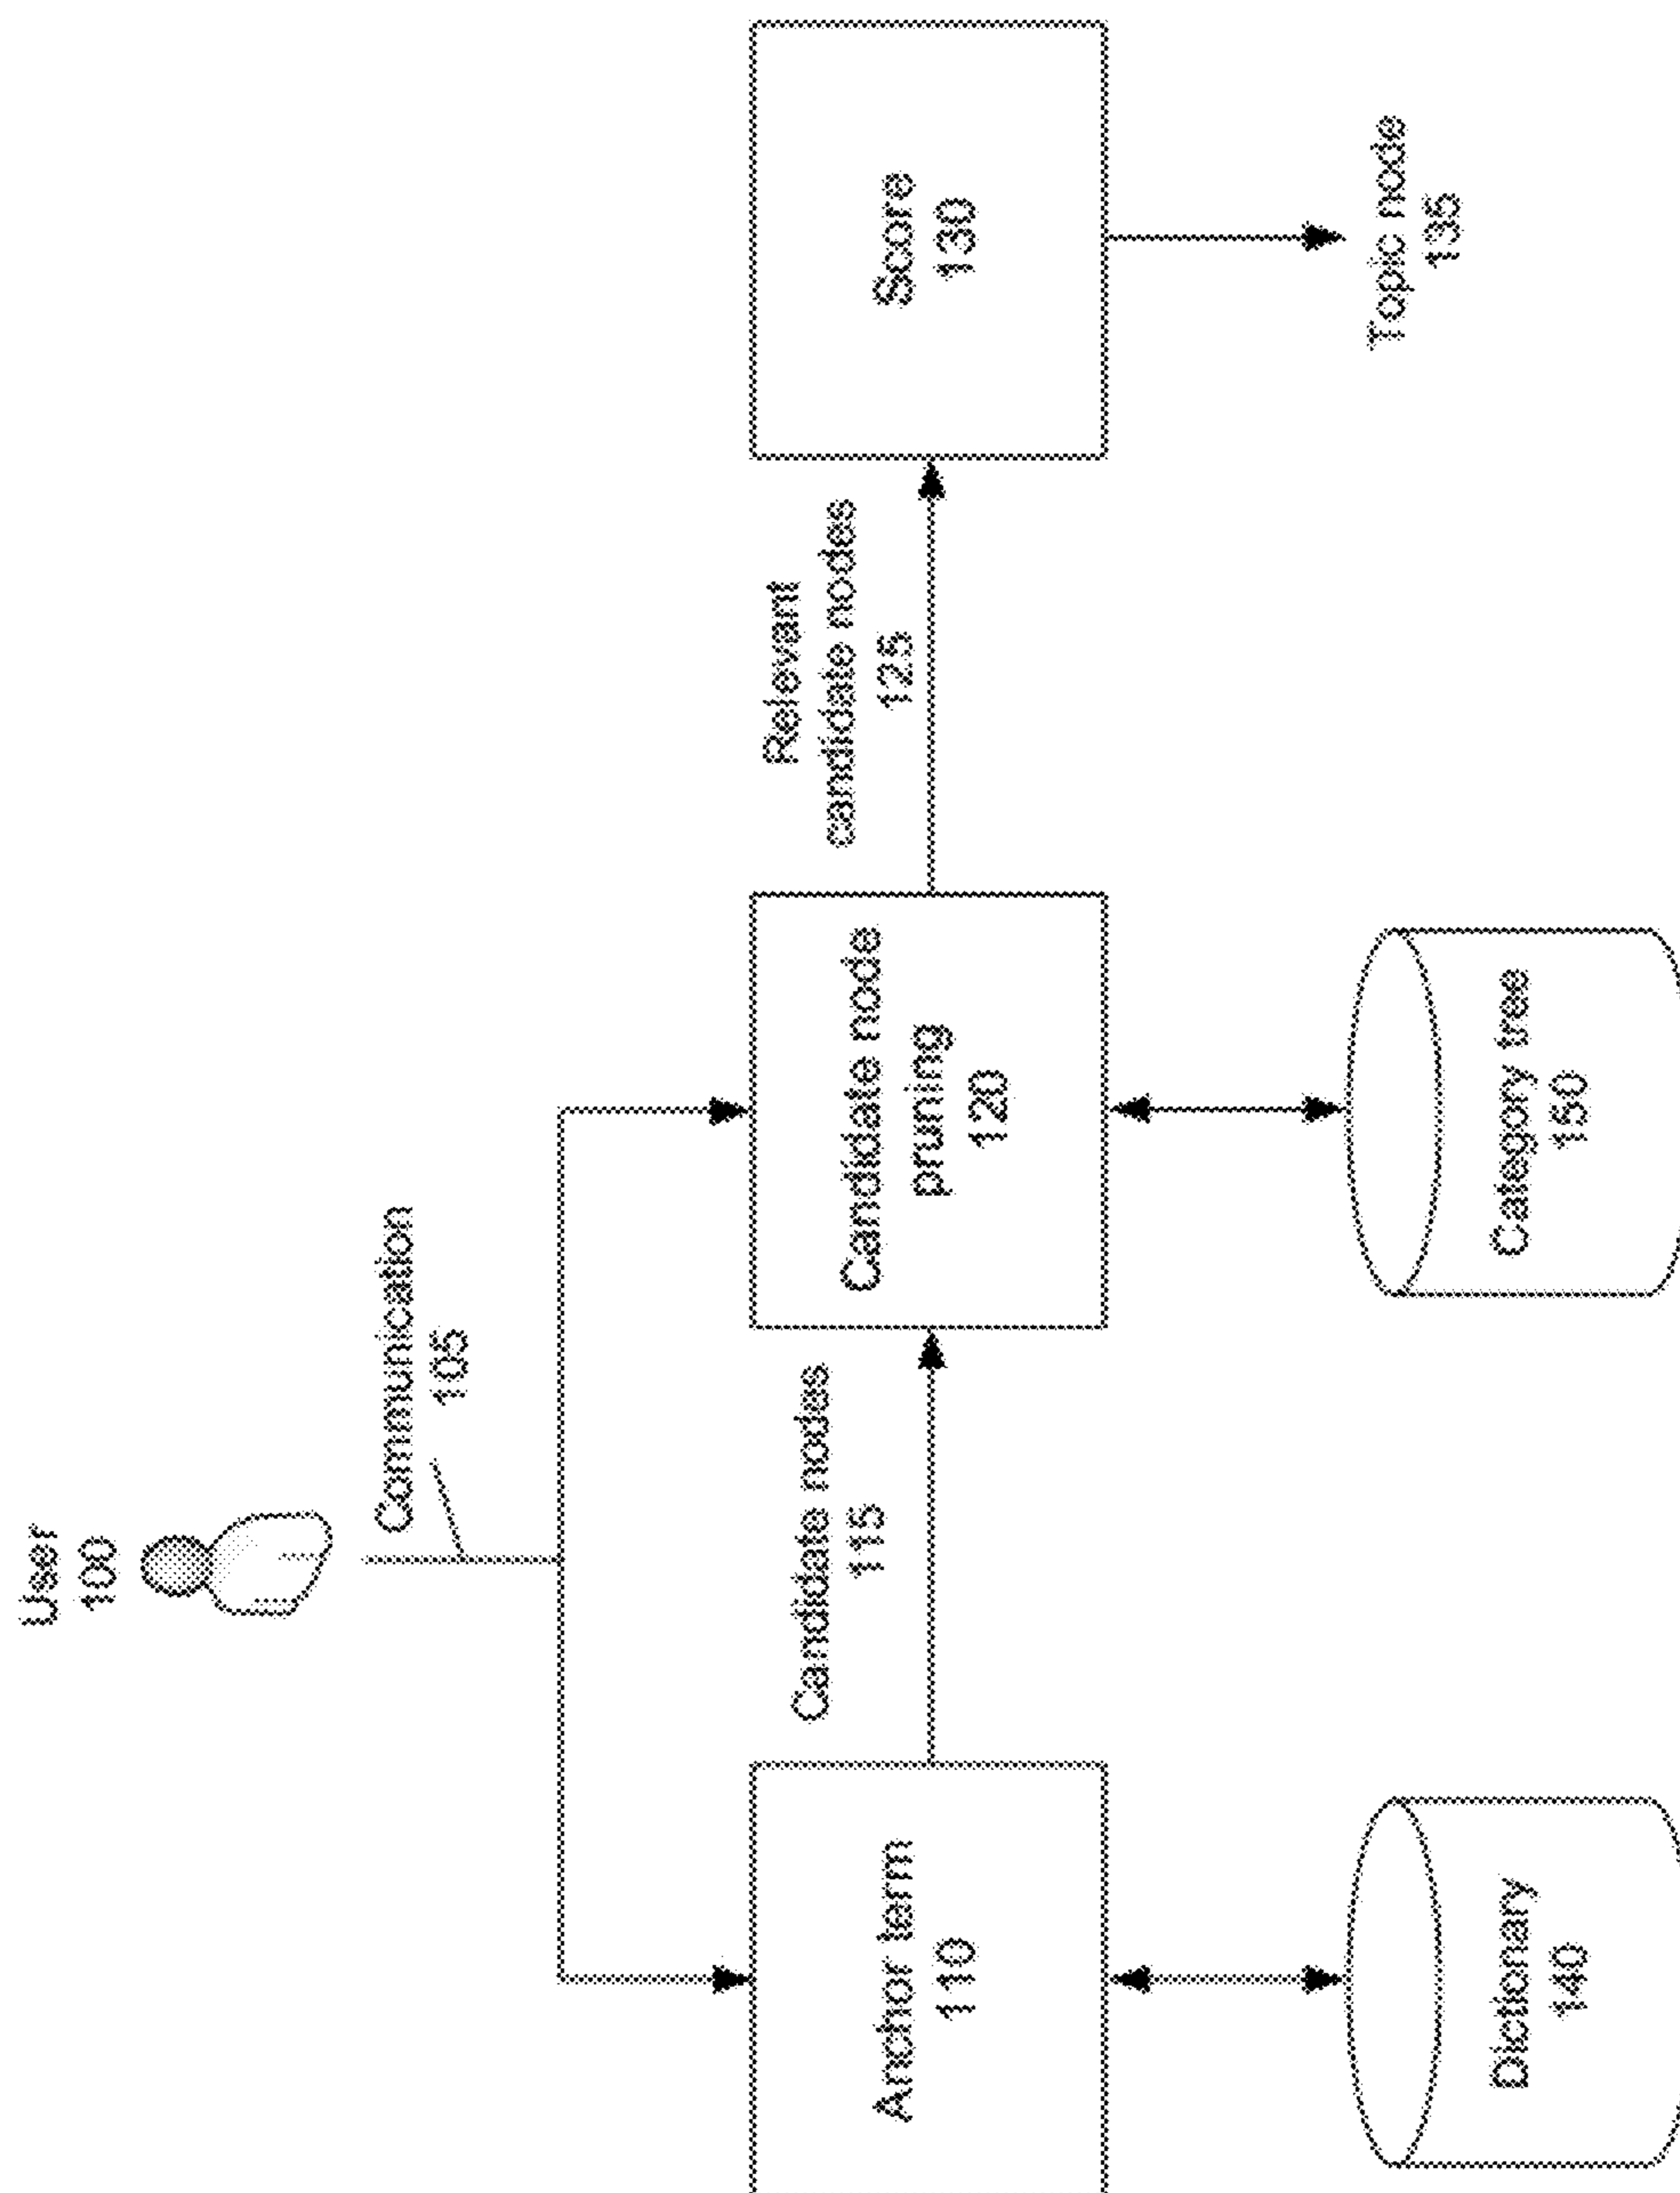 User
100
Communication
105
Anchor term
110
Candidate nodes
115
Candidate node
pruning
120
Relevant
candidate nodes
125
Score
130
Dictionary
140
Category tree
150
Topic node
135